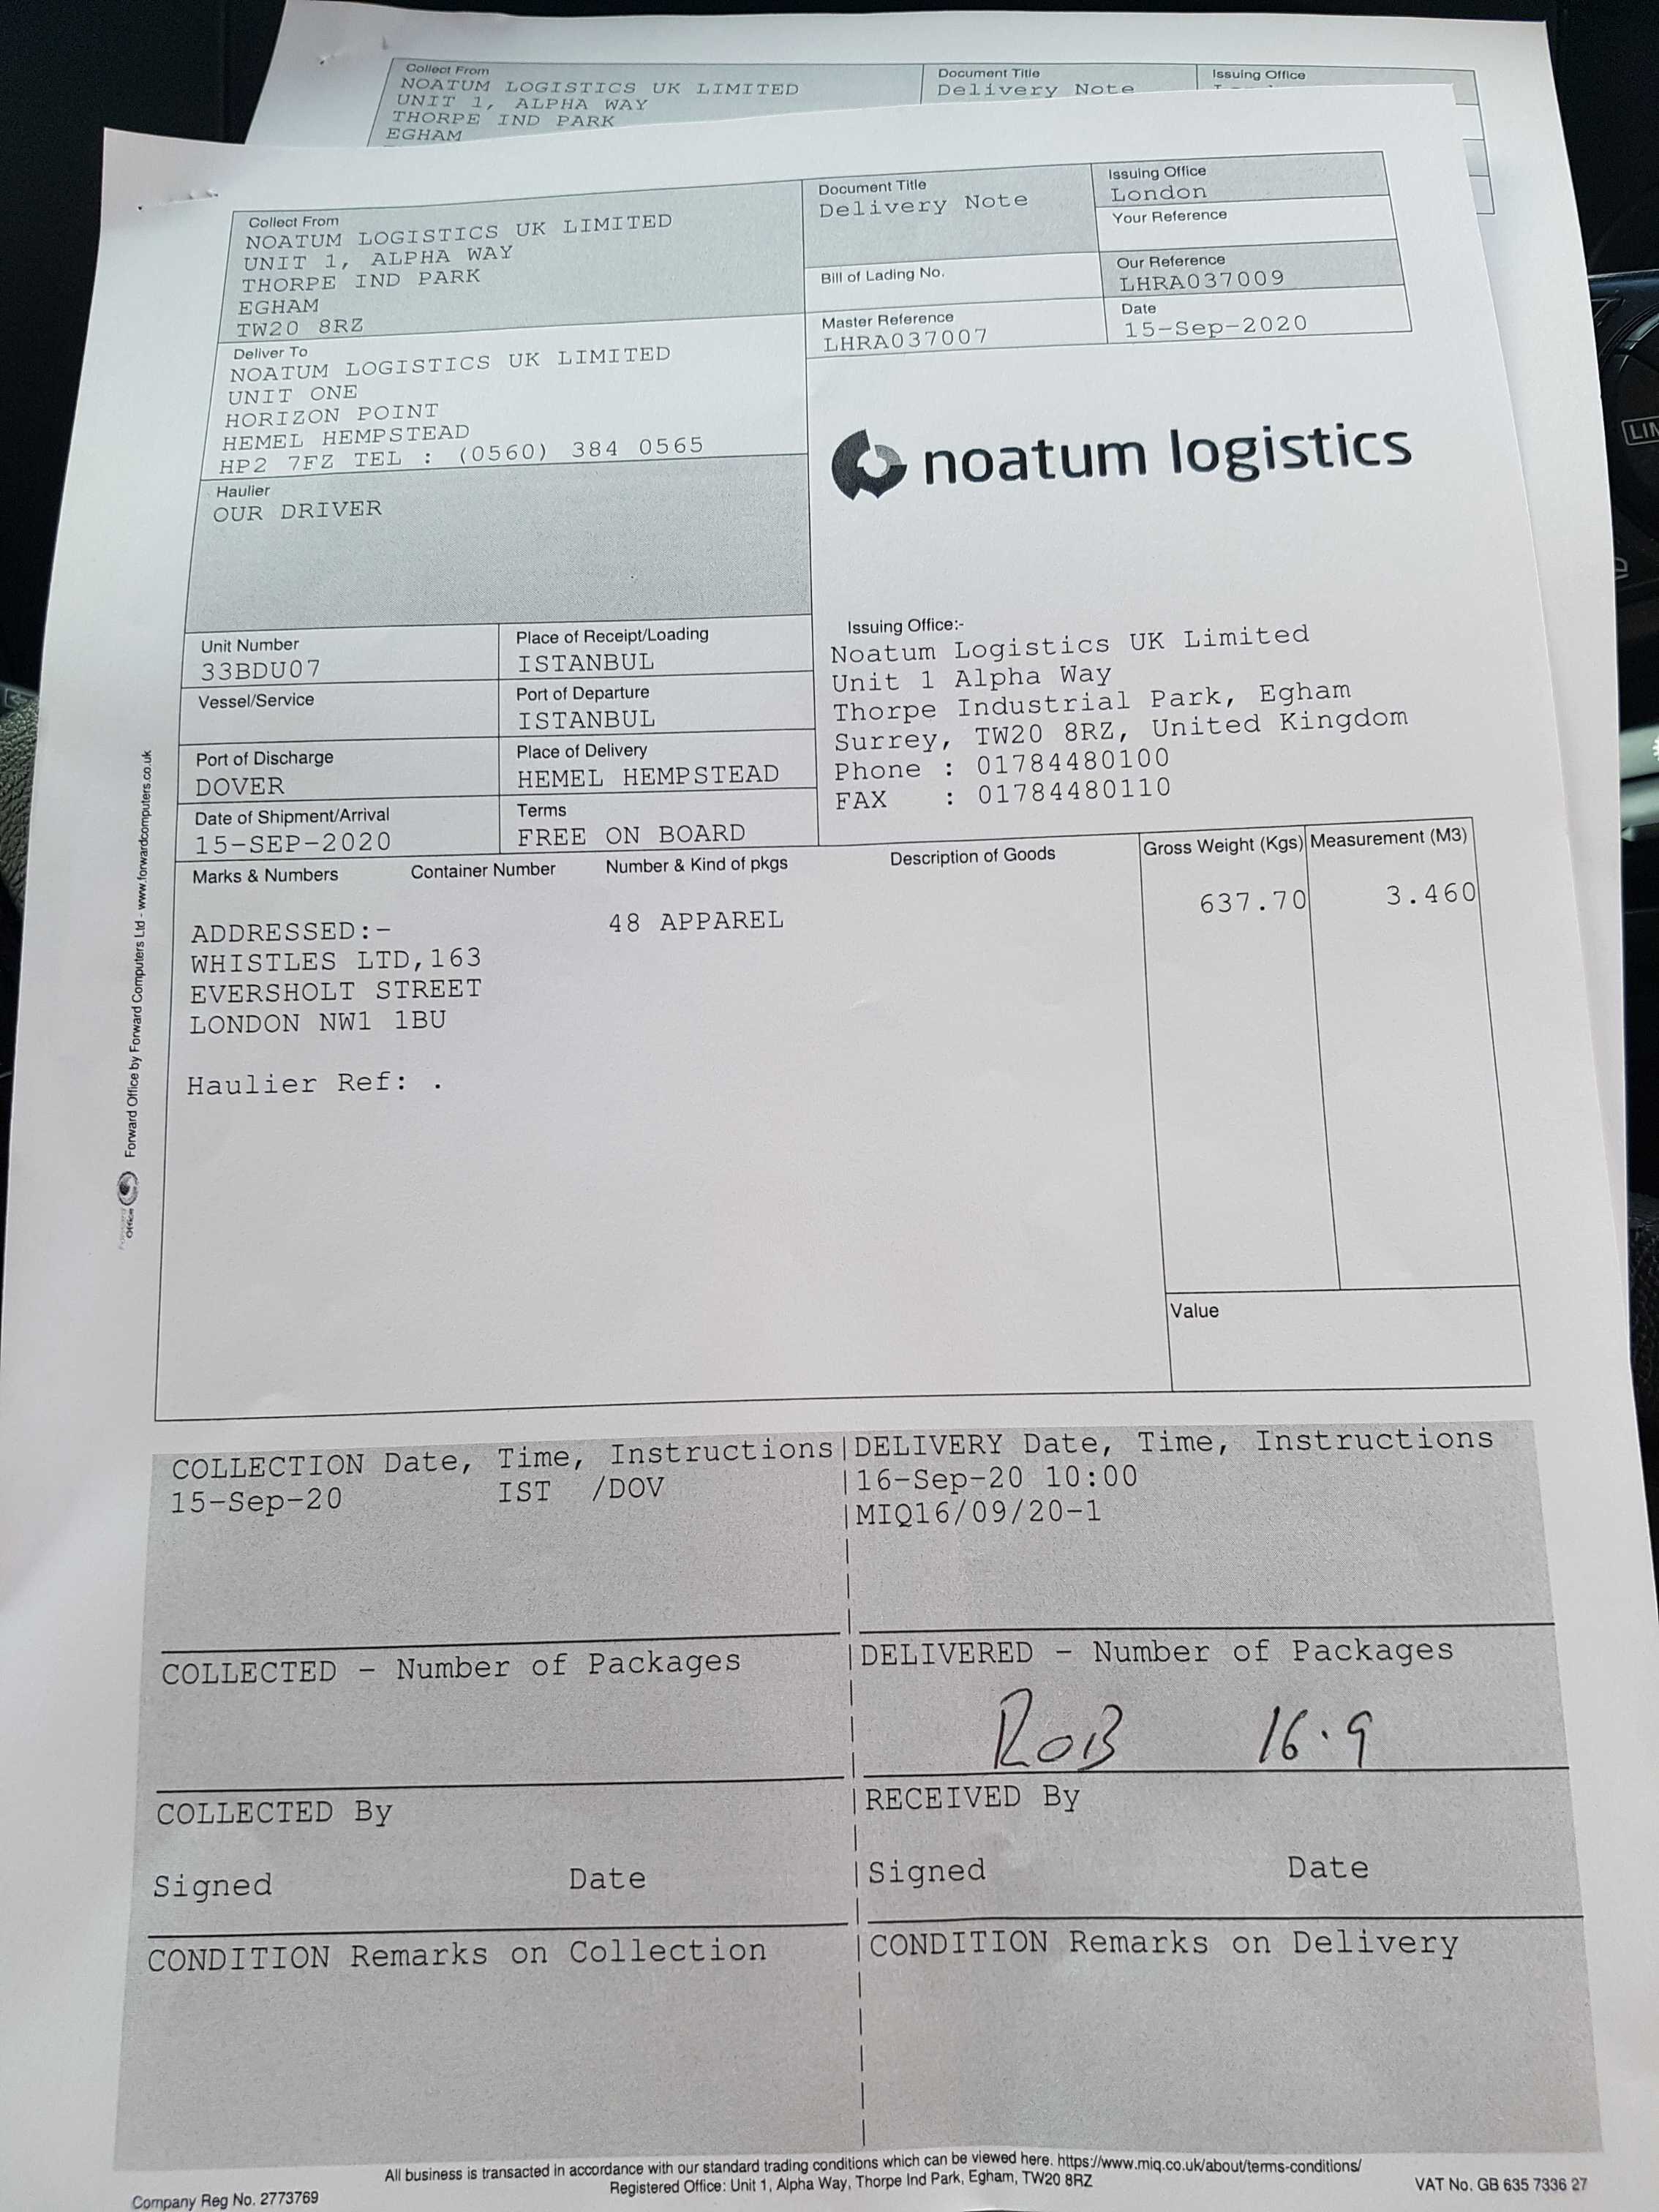 Collect From
NOATUM LOGISTICS UK LIMITED
UNIT 1, ALPHA WAY
THORPE IND PARK
EGHAM
Document Title
Delivery Note
Issuing Office
Collect From
NOATUM LOGISTICS UK LIMITED
UNIT 1, ALPHA WAY
THORPE IND PARK
EGHAM
TW20 8RZ
Document Title
Delivery Note
Issuing Office
London
Your Reference
Bill of Lading No.
Our Reference
LHRA037009
Master Reference
LHRA037007
Date
15-Sep-2020
Deliver To
NOATUM LOGISTICS UK LIMITED
UNIT ONE
HORIZON POINT
HEMEL HEMPSTEAD
HP2 7FZ TEL : (0560) 384 0565
noatum logistics
Haulier
OUR DRIVER
Issuing Office:-
Noatum Logistics UK Limited
Unit 1 Alpha Way
Thorpe Industrial Park, Egham
Surrey, TW20 8RZ, United Kingdom
Phone : 01784480100
FAX : 01784480110
Unit Number
33BDU07
Place of Receipt/Loading
ISTANBUL
Vessel/Service
Port of Departure
ISTANBUL
Port of Discharge
DOVER
Place of Delivery
HEMEL HEMPSTEAD
Date of Shipment/Arrival
15-SEP-2020
Terms
FREE ON BOARD
Marks & Numbers Container Number Number & Kind of pkgs Description of Goods Gross Weight (Kgs) Measurement (M3)
ADDRESSED:- 48 APPAREL 637.70 3.460
WHISTLES LTD,163
EVERSHOLT STREET
LONDON NW1 1BU
Haulier Ref: .
Value
Forward Office by Forward Computers Ltd - www.forwardcomputers.co.uk
Office
COLLECTION Date, Time, Instructions|DELIVERY Date, Time, Instructions
15-Sep-20 IST /DOV |16-Sep-20 10:00
|MIQ16/09/20-1
COLLECTED - Number of Packages |DELIVERED - Number of Packages
ROB 16.9
COLLECTED By |RECEIVED By
Signed Date |Signed Date
CONDITION Remarks on Collection |CONDITION Remarks on Delivery
All business is transacted in accordance with our standard trading conditions which can be viewed here. https://www.miq.co.uk/about/terms-conditions/
Registered Office: Unit 1, Alpha Way, Thorpe Ind Park, Egham, TW20 8RZ
Company Reg No. 2773769
VAT No. GB 635 7336 27